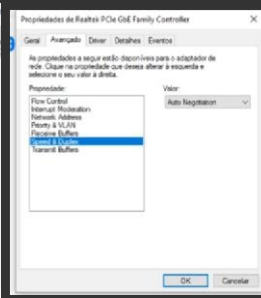 Propriedades de Realtek PCIe GbE Family Controller
Geral Avançado Driver Detalhes Eventos
As propriedades a seguir estão disponíveis para o adaptador de
rede. Clique na propriedade que deseja alterar à esquerda e
selecione o seu valor à direita.
Propriedade: Valor:
Flow Control Auto Negotiation
Interrupt Moderation
Network Address
Priority & VLAN
Receive Buffers
Speed & Duplex
Transmit Buffers
OK Cancelar